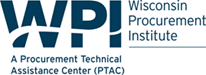 WPI
Wisconsin
Procurement
Institute
A Procurement Technical
Assistance Center (PTAC)